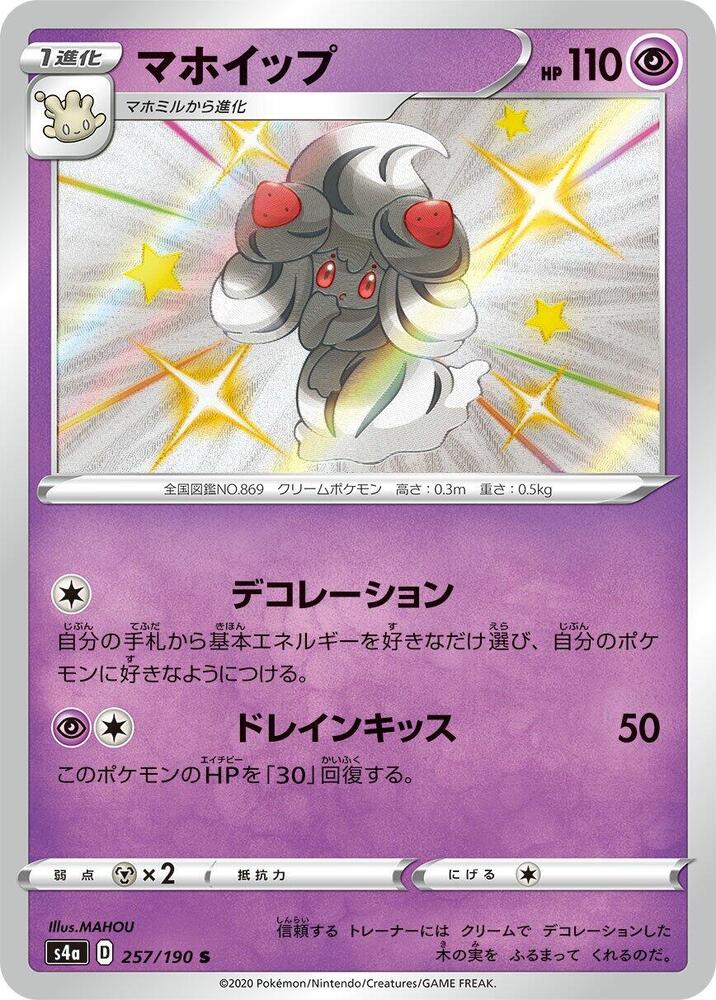 1進化
マホイップ
HP 110
マホミルから進化
全国図鑑NO.869 クリームポケモン 高さ:0.3m 重さ:0.5kg
デコレーション
自分の手札から基本エネルギーを好きなだけ選び、自分のポケ
モンに好きなようにつける。
ドレインキッス 50
このポケモンのHPを「30」回復する。
弱点 ×2 抵抗力 にげる
Illus.MAHOU
信頼する トレーナーには クリームで デコレーションした
木の実を ふるまって くれるのだ。
s4a D 257/190 S
©2020 Pokémon/Nintendo/Creatures/GAME FREAK.